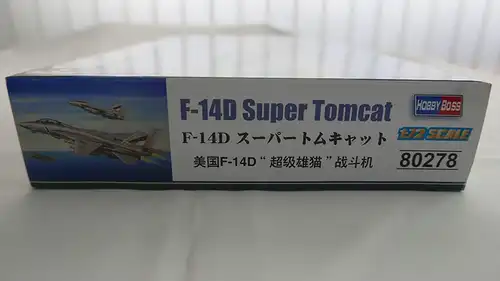 F-14D Super Tomcat
F-14D スーパートムキャット
美国F-14D“超级雄猫”战斗机
HOBBY BOSS
1:72 SCALE
80278